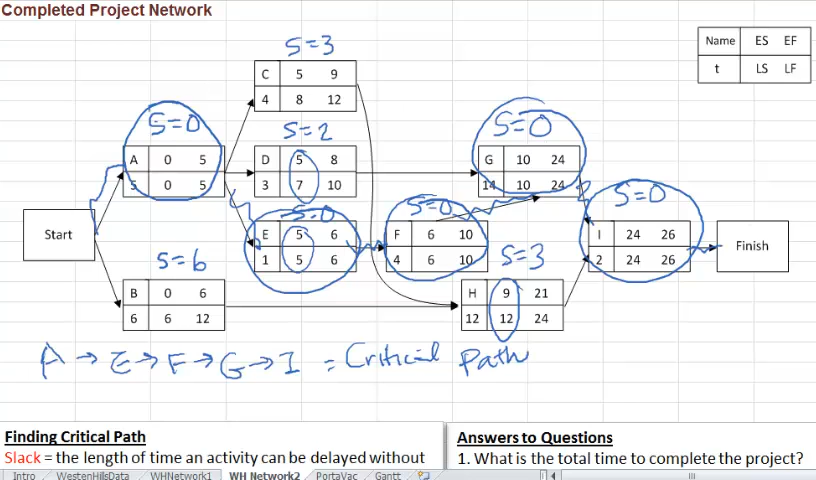 Completed Project Network
S=3
Name ES EF
t LS LF
C 5 9
4 8 12
S=0
S=2
S=0
A 0 5
5 0 5
D 5 8
3 7 10
G 10 24
14 10 24
S=0
S=0
S=0
Start
E 5 6
1 5 6
F 6 10
4 6 10
I 24 26
2 24 26
Finish
S=6
S=3
B 0 6
6 6 12
H 9 21
12 12 24
A → E → F → G → I = Critical Path
Finding Critical Path
Slack = the length of time an activity can be delayed without
Answers to Questions
1. What is the total time to complete the project?
Intro WestenHillsData WHNetwork1 WH Network2 PortaVac Gantt